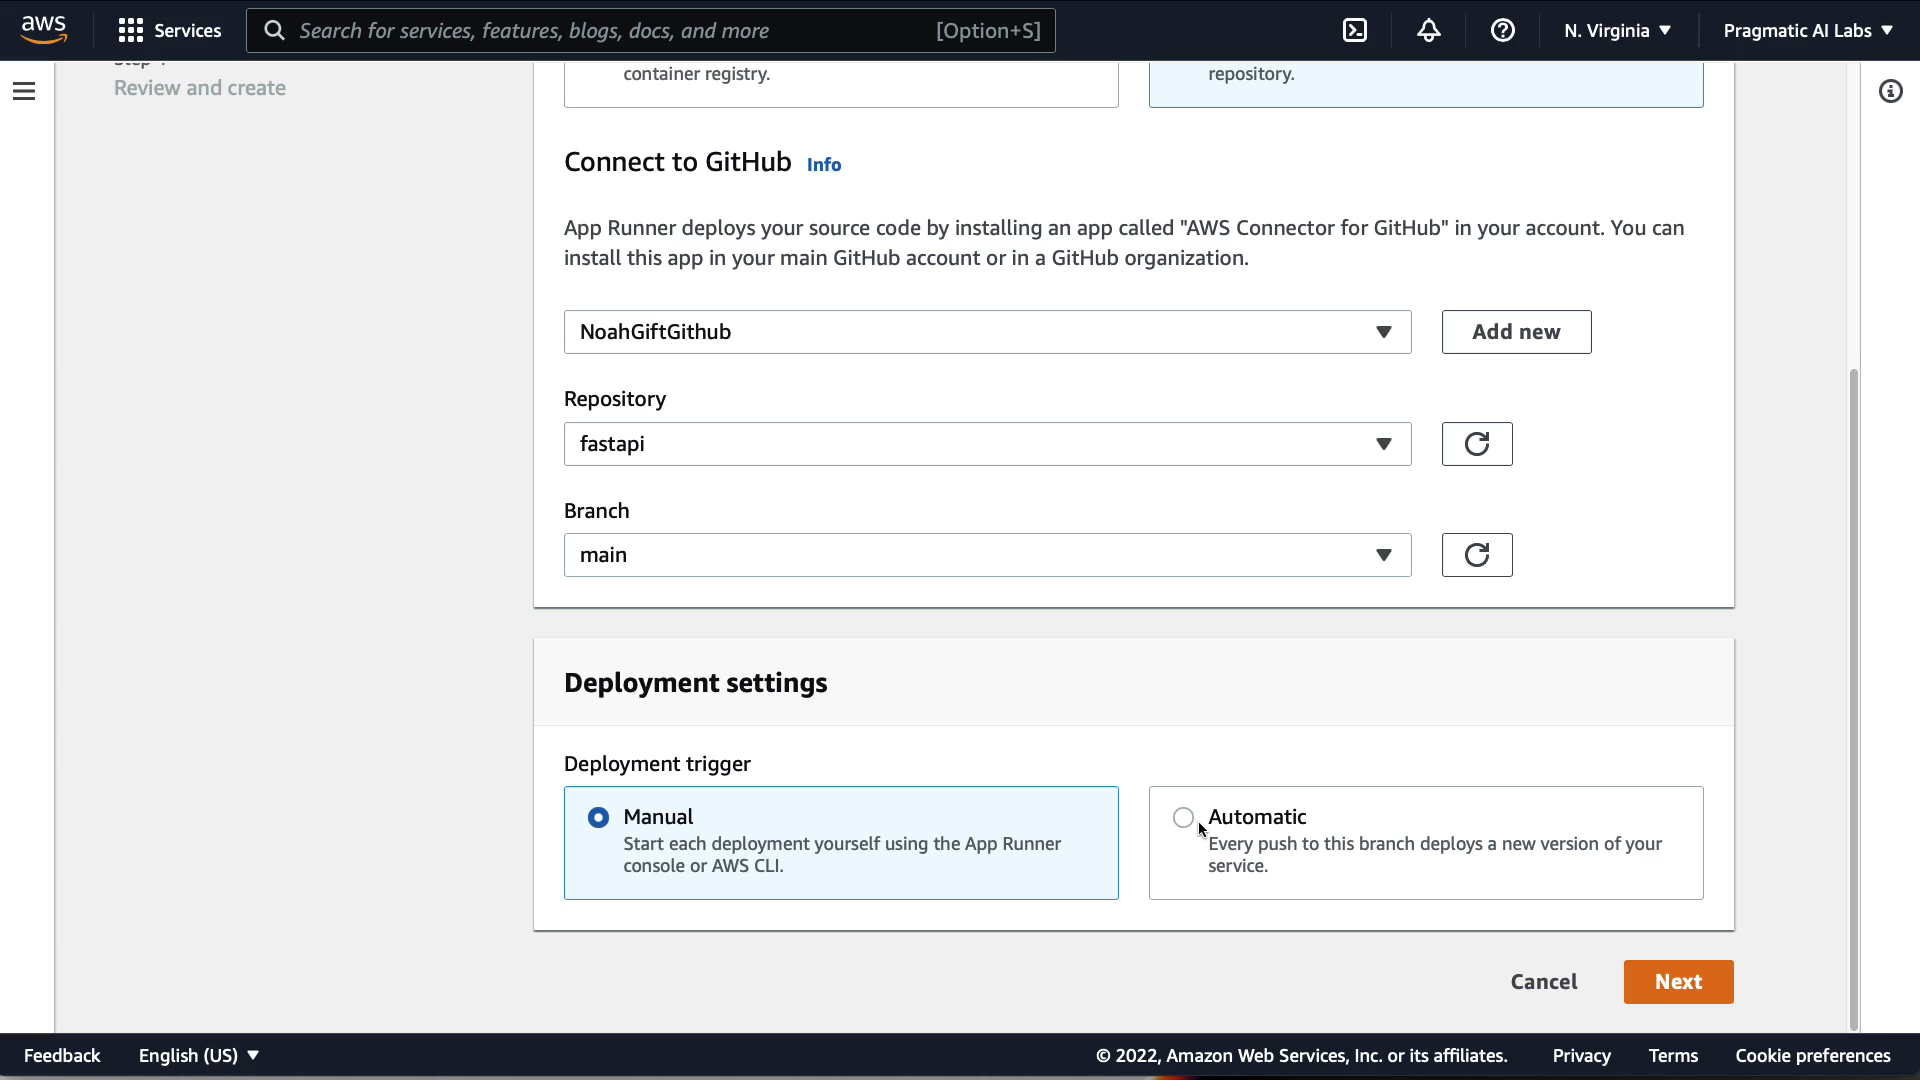 aws
Services
Search for services, features, blogs, docs, and more
[Option+S]
N. Virginia
Pragmatic AI Labs
Review and create
container registry.
repository.
Connect to GitHub Info
App Runner deploys your source code by installing an app called "AWS Connector for GitHub" in your account. You can
install this app in your main GitHub account or in a GitHub organization.
NoahGiftGithub
Add new
Repository
fastapi
Branch
main
Deployment settings
Deployment trigger
Manual
Start each deployment yourself using the App Runner
console or AWS CLI.
Automatic
Every push to this branch deploys a new version of your
service.
Cancel
Next
Feedback
English (US)
© 2022, Amazon Web Services, Inc. or its affiliates.
Privacy
Terms
Cookie preferences